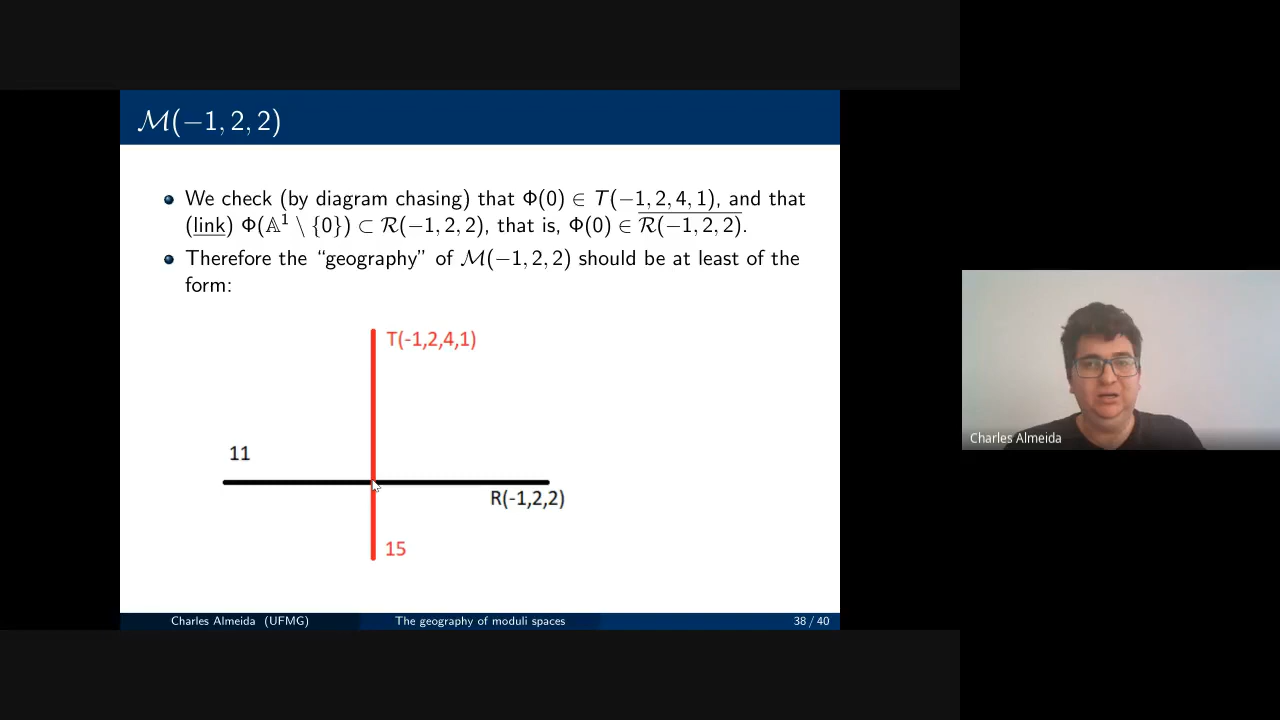 ℳ(−1, 2, 2)
We check (by diagram chasing) that Φ(0) ∈ T(−1, 2, 4, 1), and that
(link) Φ(𝔸¹ \ {0}) ⊂ ℛ(−1, 2, 2), that is, Φ(0) ∈ \overline{ℛ(−1, 2, 2)}.
Therefore the “geography” of ℳ(−1, 2, 2) should be at least of the
form:
T(-1,2,4,1)
11
R(-1,2,2)
15
Charles Almeida (UFMG) The geography of moduli spaces 38 / 40
Charles Almeida